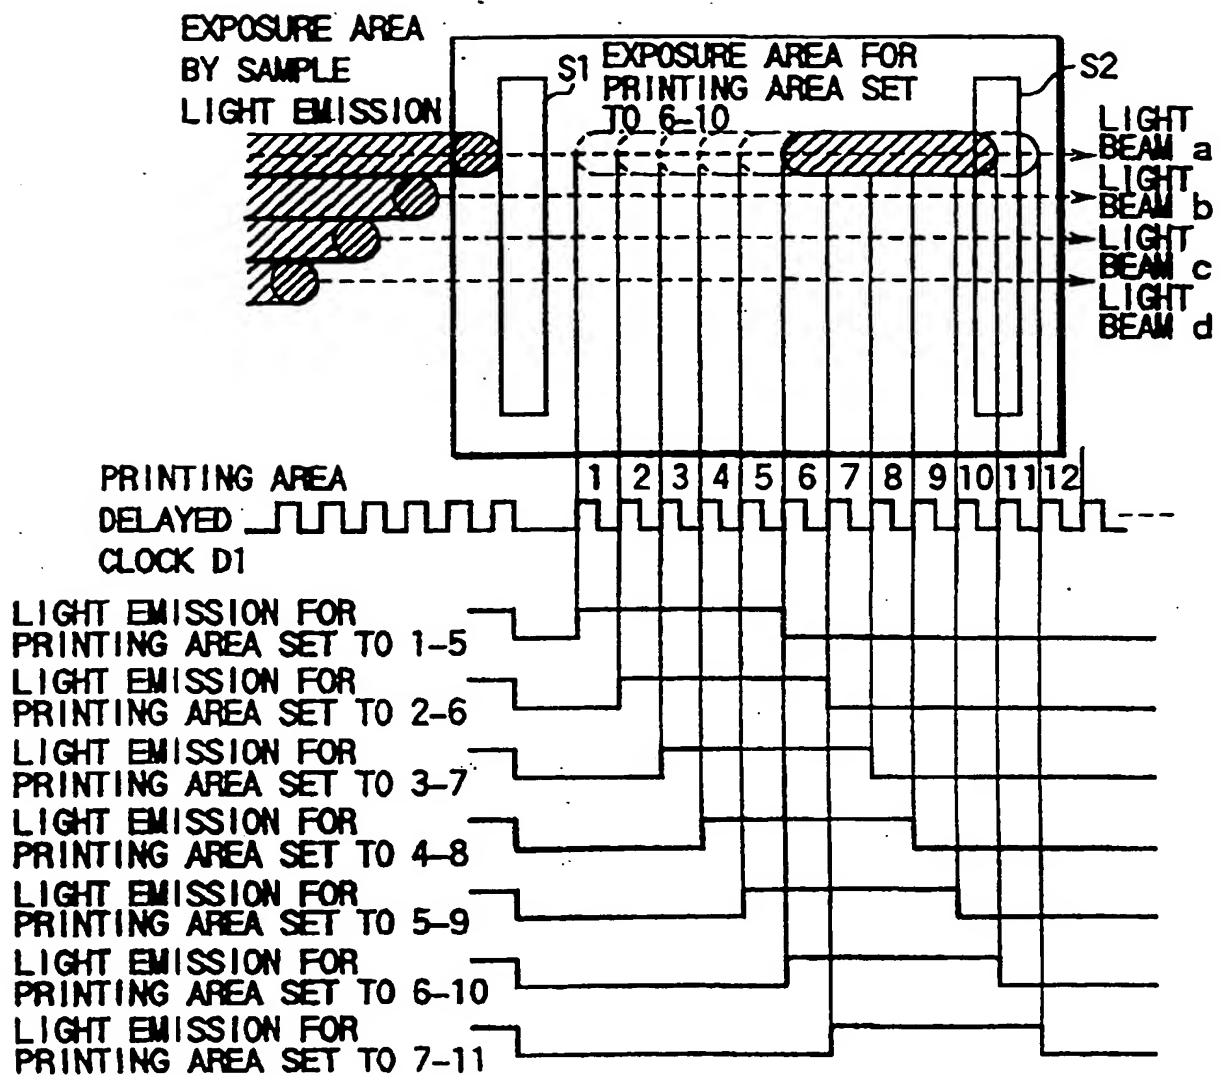 EXPOSURE AREA
BY SAMPLE
LIGHT EMISSION
S1
EXPOSURE AREA FOR
PRINTING AREA SET
TO 6-10
S2
LIGHT
BEAM a
LIGHT
BEAM b
LIGHT
BEAM c
LIGHT
BEAM d
PRINTING AREA
1 2 3 4 5 6 7 8 9 10 11 12
DELAYED
CLOCK D1
LIGHT EMISSION FOR
PRINTING AREA SET TO 1-5
LIGHT EMISSION FOR
PRINTING AREA SET TO 2-6
LIGHT EMISSION FOR
PRINTING AREA SET TO 3-7
LIGHT EMISSION FOR
PRINTING AREA SET TO 4-8
LIGHT EMISSION FOR
PRINTING AREA SET TO 5-9
LIGHT EMISSION FOR
PRINTING AREA SET TO 6-10
LIGHT EMISSION FOR
PRINTING AREA SET TO 7-11